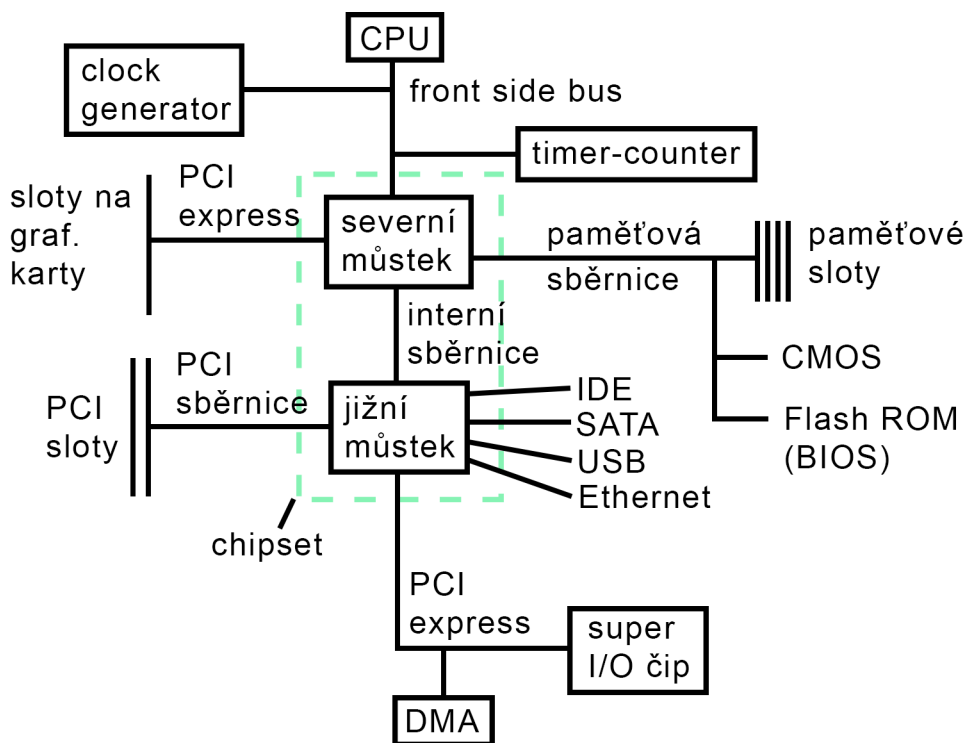 CPU
clock
generator
front side bus
timer-counter
sloty na
graf.
karty
PCI
express
severní
můstek
paměťová
sběrnice
paměťové
sloty
interní
sběrnice
CMOS
Flash ROM
(BIOS)
PCI
sloty
PCI
sběrnice
jižní
můstek
IDE
SATA
USB
Ethernet
chipset
PCI
express
super
I/O čip
DMA